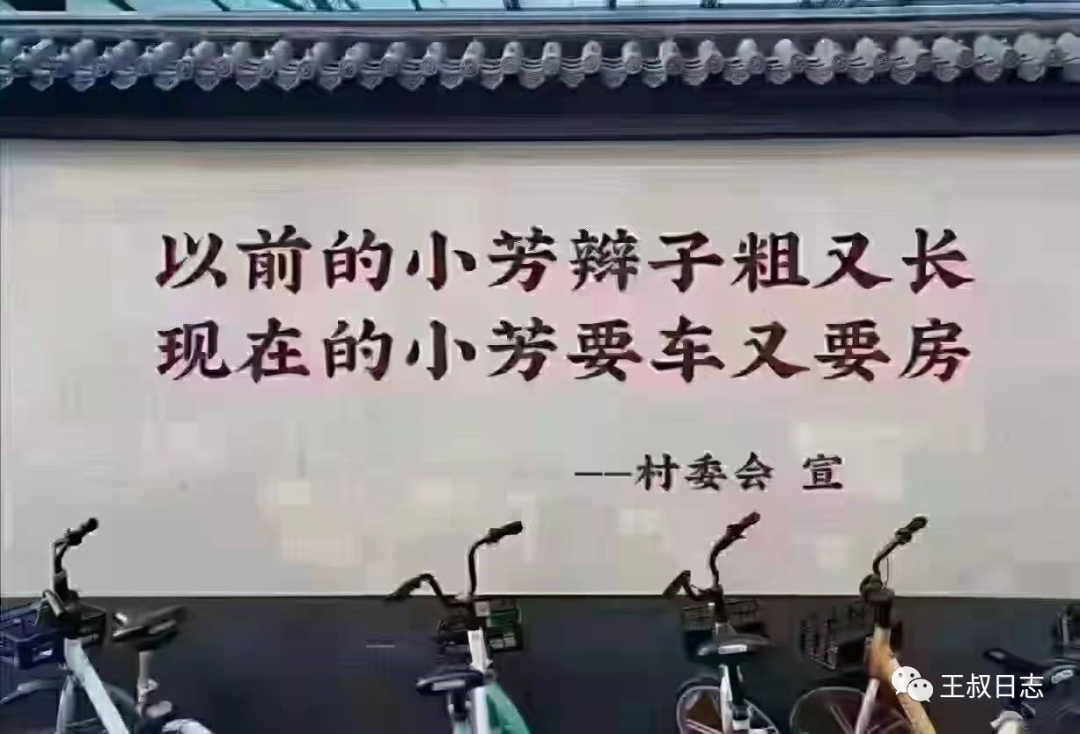 以前的小芳辫子粗又长
现在的小芳要车又要房
——村委会 宣
王叔日志